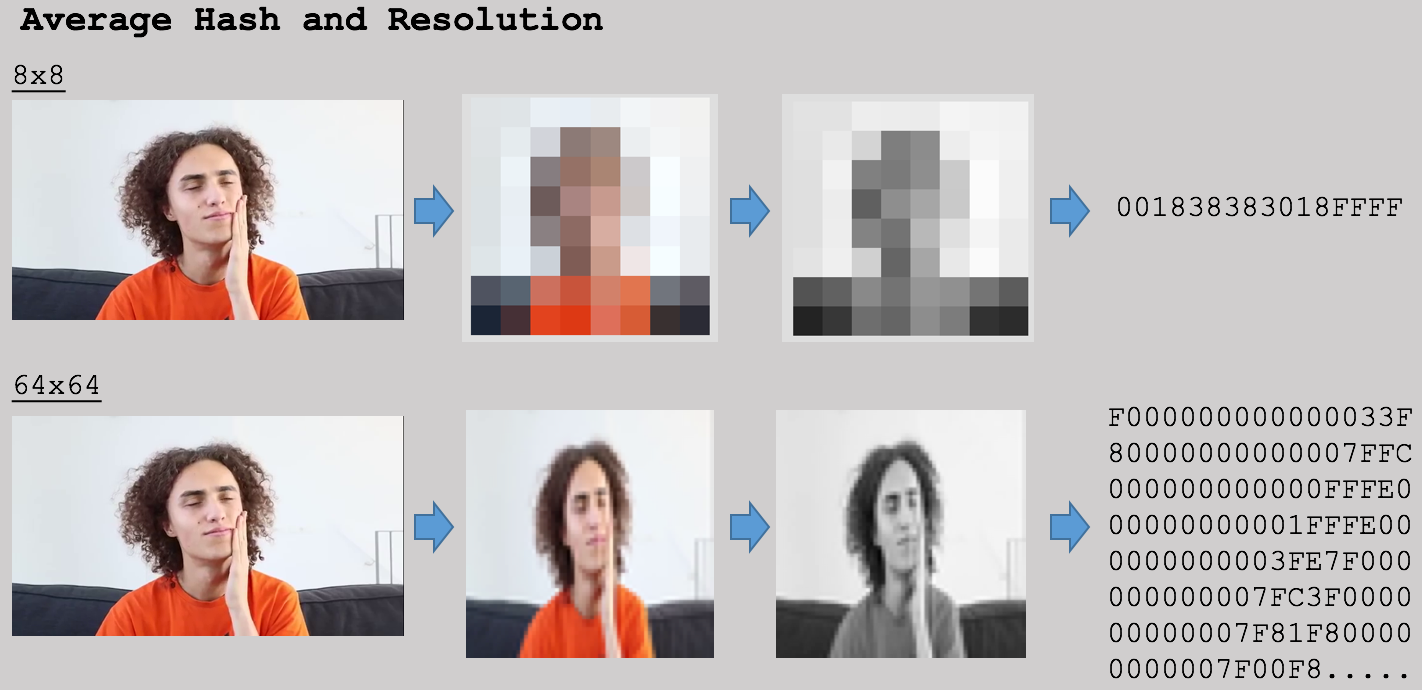 Average Hash and Resolution
8x8
001838383018FFFF
64x64
F000000000000033F
80000000000007FFC
000000000000FFFE0
00000000001FFFE00
0000000003FE7F000
000000007FC3F0000
00000007F81F80000
0000007F00F8.....